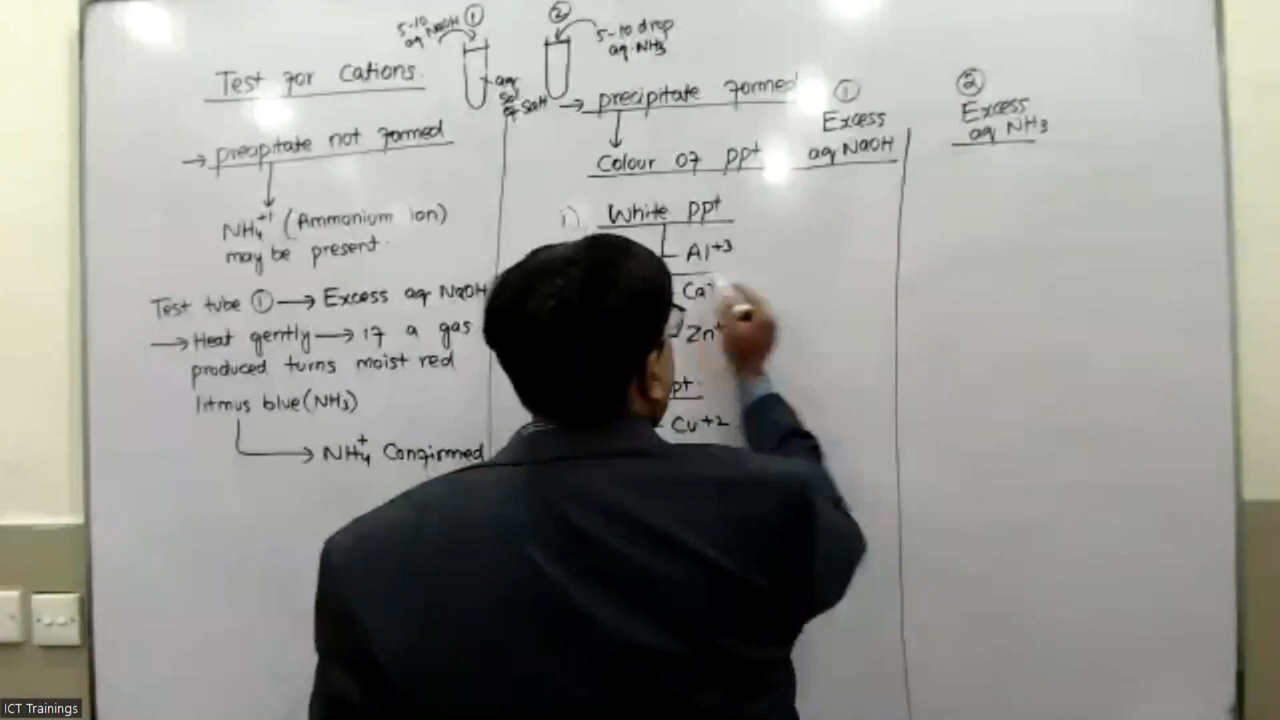 Test for Cations.
5-10
aq NaOH
①
②
5-10 drop
aq. NH3
aq
Sol
of Salt
→ precipitate not formed
NH4+1 (Ammonium ion)
may be present.
Test tube ① → Excess aq NaOH
→ Heat gently → if a gas
produced turns moist red
litmus blue (NH3)
NH4+ Confirmed
→ precipitate formed
Colour of ppt
i) White ppt
Al+3
Zn+
Cu+2
①
Excess
aq NaOH
②
Excess
aq NH3
ICT Trainings